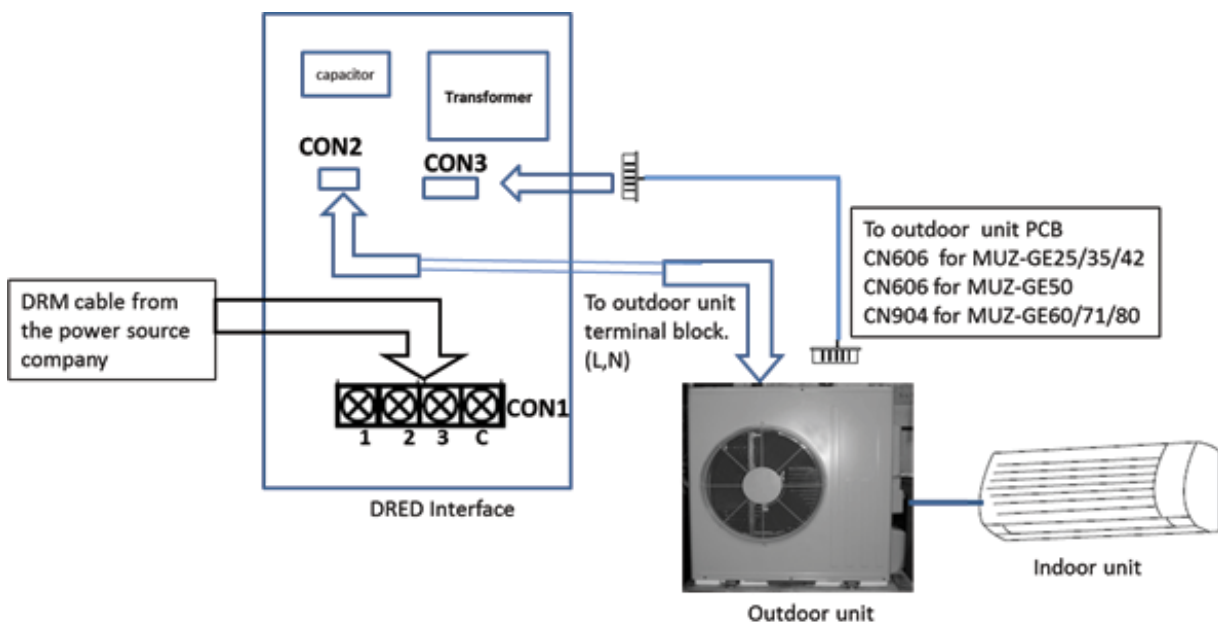 capacitor
Transformer
CON2
CON3
To outdoor unit PCB
CN606 for MUZ-GE25/35/42
CN606 for MUZ-GE50
CN904 for MUZ-GE60/71/80
DRM cable from
the power source
company
To outdoor unit
terminal block.
(L,N)
CON1
1 2 3 C
DRED Interface
Indoor unit
Outdoor unit